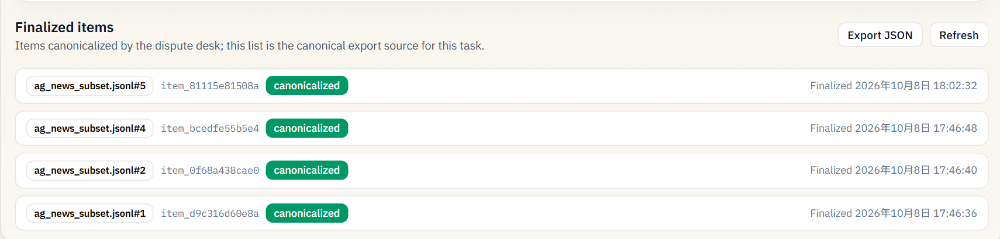 Finalized items
Items canonicalized by the dispute desk; this list is the canonical export source for this task.
Export JSON Refresh
ag_news_subset.jsonl#5 item_81115e81508a canonicalized Finalized 2026年10月8日 18:02:32
ag_news_subset.jsonl#4 item_bcedfe55b5e4 canonicalized Finalized 2026年10月8日 17:46:48
ag_news_subset.jsonl#2 item_0f68a438cae0 canonicalized Finalized 2026年10月8日 17:46:40
ag_news_subset.jsonl#1 item_d9c316d60e8a canonicalized Finalized 2026年10月8日 17:46:36